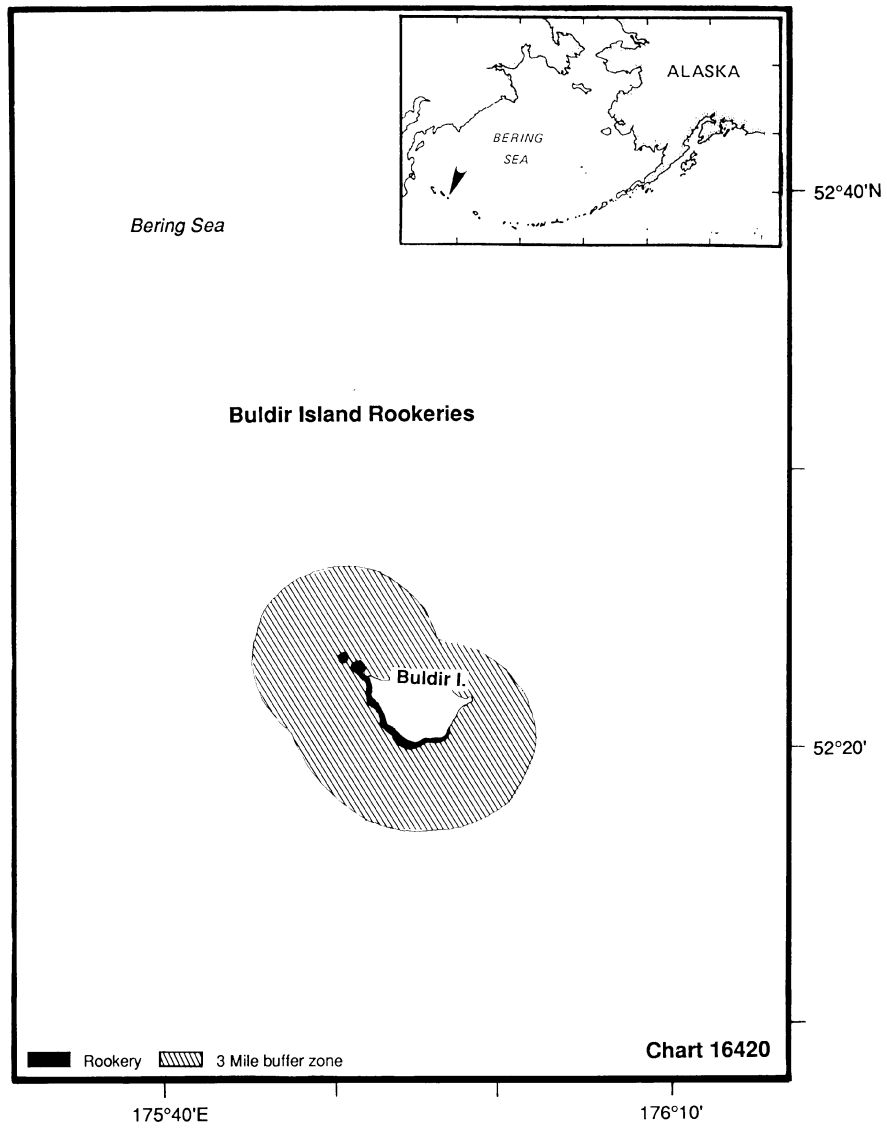 ALASKA
BERING
SEA
52°40'N
Bering Sea
Buldir Island Rookeries
Buldir I.
52°20'
Chart 16420
Rookery 3 Mile buffer zone
175°40'E 176°10'